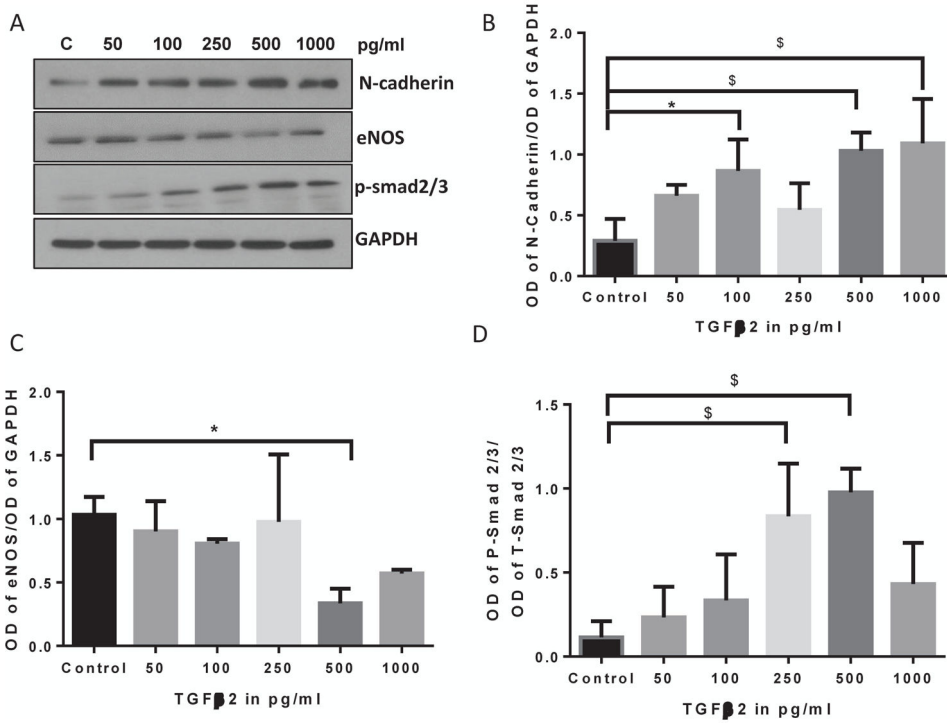 A
C 50 100 250 500 1000 pg/ml
N-cadherin
eNOS
p-smad2/3
GAPDH
B
OD of N-Cadherin/OD of GAPDH
2.0
1.5
1.0
0.5
0.0
$
$
*
Control 50 100 250 500 1000
TGFβ2 in pg/ml
C
OD of eNOS/OD of GAPDH
2.0
1.5
1.0
0.5
0.0
*
Control 50 100 250 500 1000
TGFβ2 in pg/ml
D
OD of P-Smad 2/3/
OD of T-Smad 2/3
1.5
1.0
0.5
0.0
$
$
Control 50 100 250 500 1000
TGFβ2 in pg/ml